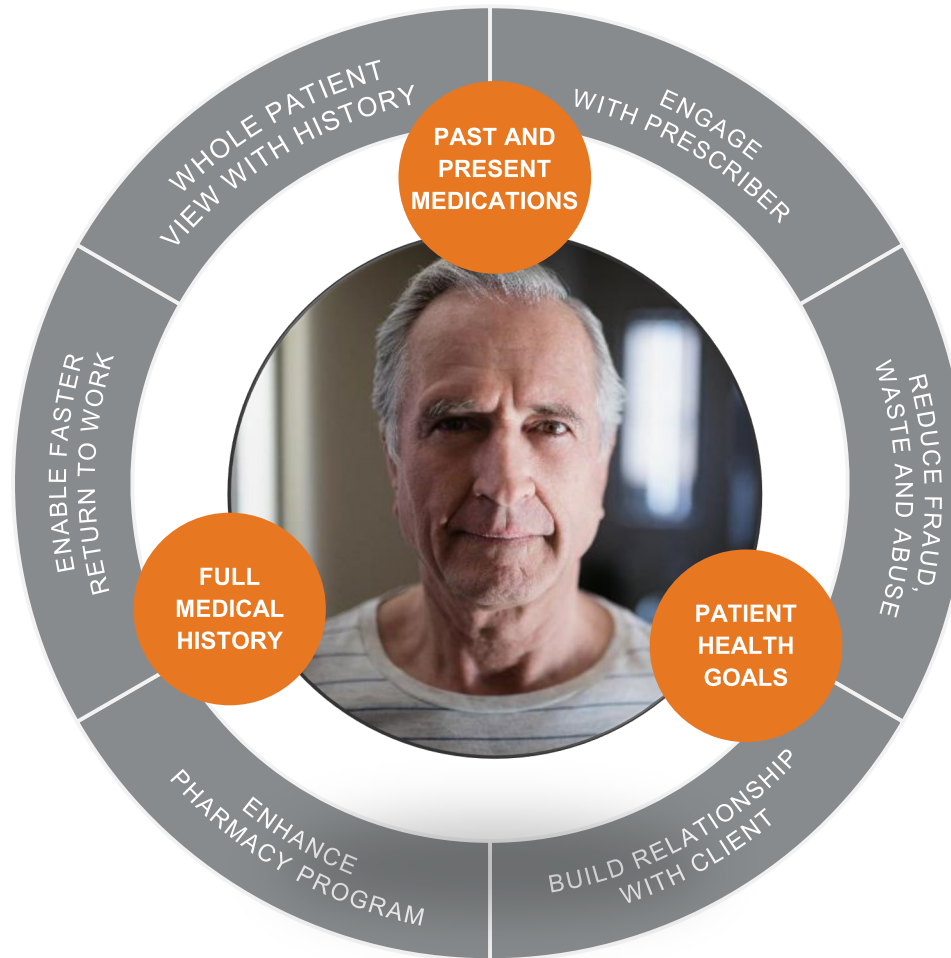 WHOLE PATIENT
VIEW WITH HISTORY
ENGAGE
WITH PRESCRIBER
PAST AND
PRESENT
MEDICATIONS
REDUCE FRAUD,
WASTE AND ABUSE
ENABLE FASTER
RETURN TO WORK
FULL
MEDICAL
HISTORY
PATIENT
HEALTH
GOALS
ENHANCE
PHARMACY PROGRAM
BUILD RELATIONSHIP
WITH CLIENT